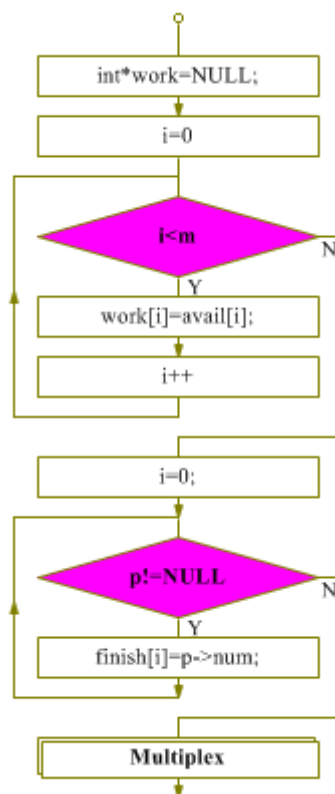 int*work=NULL;
i=0
i<m
N
Y
work[i]=avail[i];
i++
i=0;
p!=NULL
N
Y
finish[i]=p->num;
Multiplex